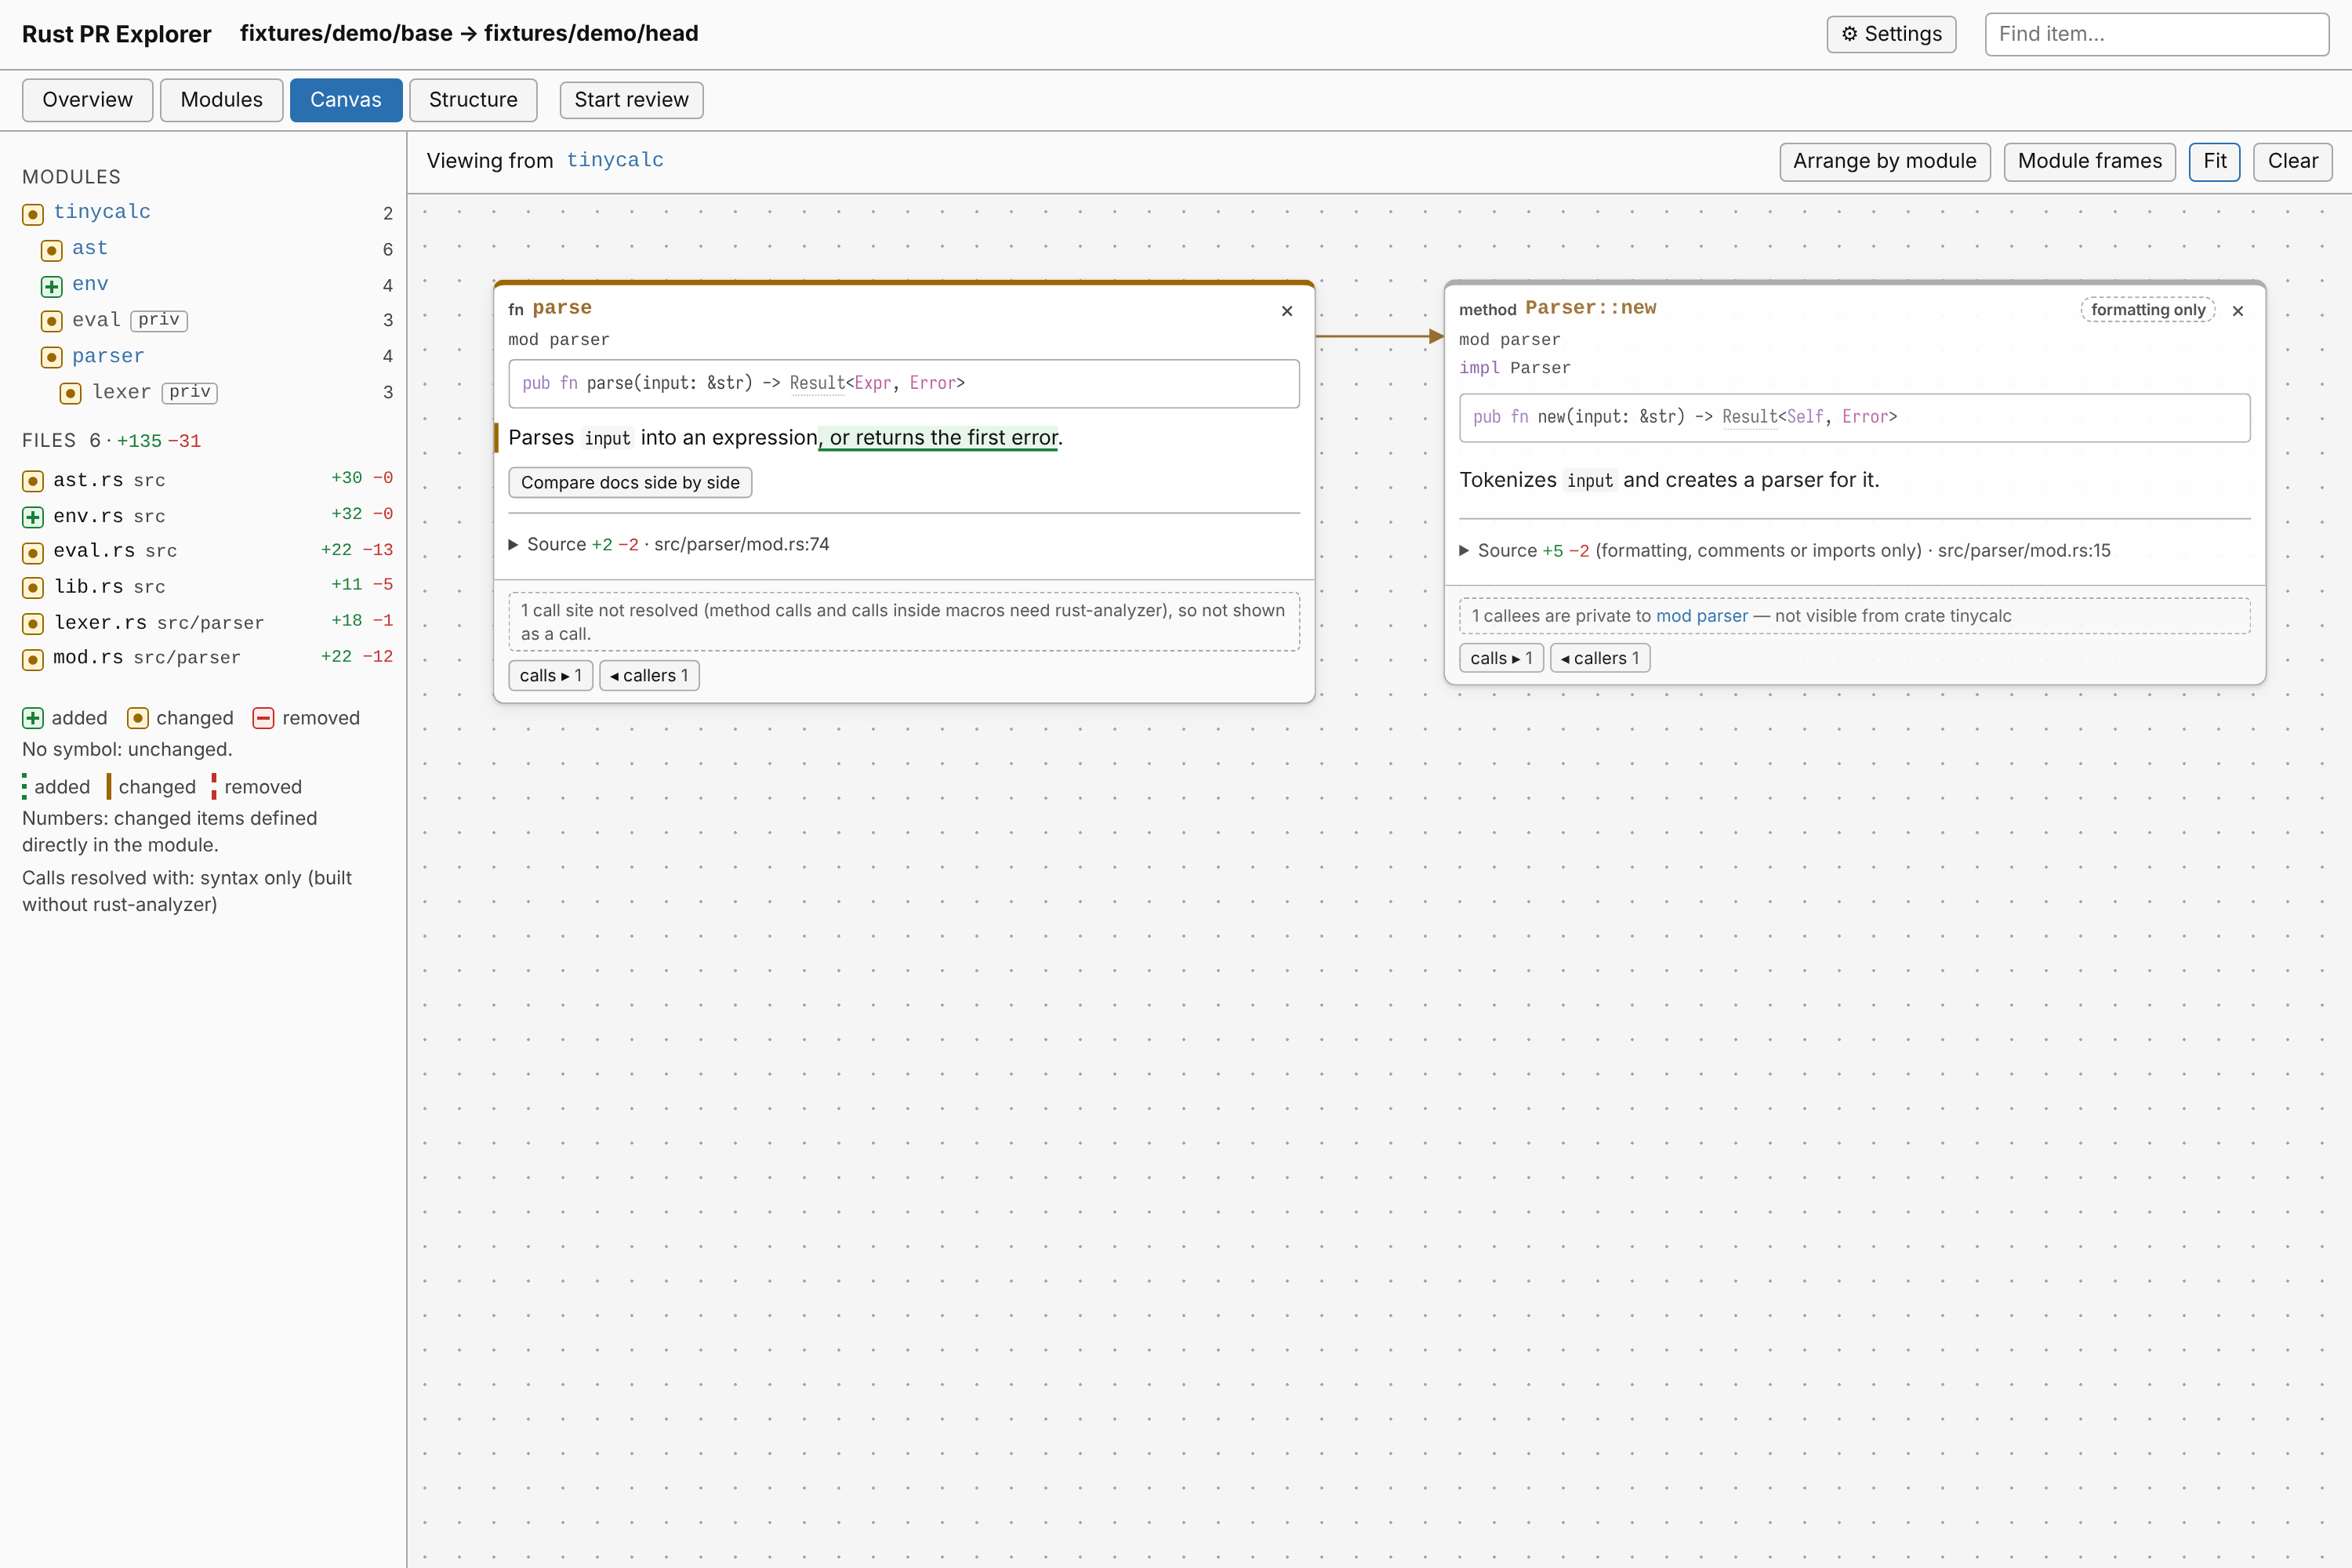 Rust PR Explorer fixtures/demo/base → fixtures/demo/head ⚙ Settings Find item...
Overview Modules Canvas Structure Start review
MODULES
tinycalc 2
ast 6
env 4
eval priv 3
parser 4
lexer priv 3
FILES 6 · +135 −31
ast.rs src +30 −0
env.rs src +32 −0
eval.rs src +22 −13
lib.rs src +11 −5
lexer.rs src/parser +18 −1
mod.rs src/parser +22 −12
added changed removed
No symbol: unchanged.
added changed removed
Numbers: changed items defined
directly in the module.
Calls resolved with: syntax only (built
without rust-analyzer)
Viewing from tinycalc Arrange by module Module frames Fit Clear
fn parse ×
mod parser
pub fn parse(input: &str) -> Result<Expr, Error>
Parses input into an expression, or returns the first error.
Compare docs side by side
▶ Source +2 −2 · src/parser/mod.rs:74
1 call site not resolved (method calls and calls inside macros need rust-analyzer), so not shown
as a call.
calls ▸ 1 ◂ callers 1
method Parser::new formatting only ×
mod parser
impl Parser
pub fn new(input: &str) -> Result<Self, Error>
Tokenizes input and creates a parser for it.
▶ Source +5 −2 (formatting, comments or imports only) · src/parser/mod.rs:15
1 callees are private to mod parser — not visible from crate tinycalc
calls ▸ 1 ◂ callers 1